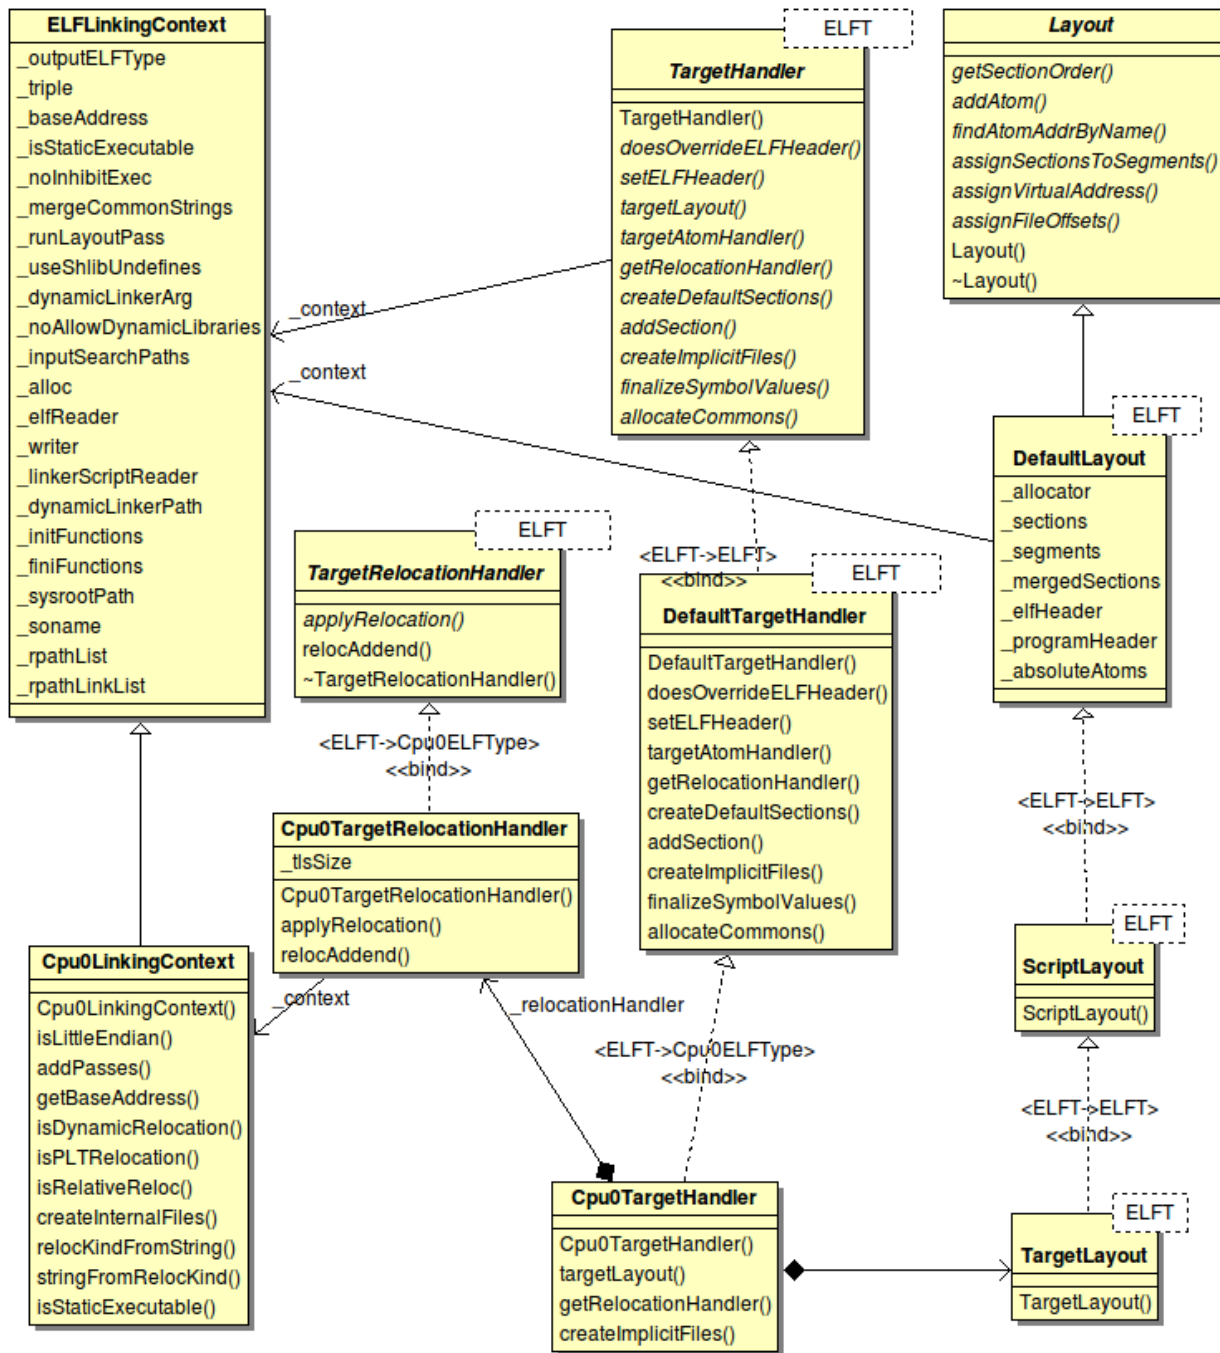 ELFLinkingContext
_outputELFType
_triple
_baseAddress
_isStaticExecutable
_noInhibitExec
_mergeCommonStrings
_runLayoutPass
_useShlibUndefines
_dynamicLinkerArg
_noAllowDynamicLibraries
_inputSearchPaths
_alloc
_elfReader
_writer
_linkerScriptReader
_dynamicLinkerPath
_initFunctions
_finiFunctions
_sysrootPath
_soname
_rpathList
_rpathLinkList
ELFT
TargetHandler
TargetHandler()
doesOverrideELFHeader()
setELFHeader()
targetLayout()
targetAtomHandler()
getRelocationHandler()
createDefaultSections()
addSection()
createImplicitFiles()
finalizeSymbolValues()
allocateCommons()
Layout
getSectionOrder()
addAtom()
findAtomAddrByName()
assignSectionsToSegments()
assignVirtualAddress()
assignFileOffsets()
Layout()
~Layout()
_context
_context
ELFT
DefaultLayout
_allocator
_sections
_segments
_mergedSections
_elfHeader
_programHeader
_absoluteAtoms
ELFT
TargetRelocationHandler
applyRelocation()
relocAddend()
~TargetRelocationHandler()
<ELFT->ELFT>
<<bind>>
ELFT
DefaultTargetHandler
DefaultTargetHandler()
doesOverrideELFHeader()
setELFHeader()
targetAtomHandler()
getRelocationHandler()
createDefaultSections()
addSection()
createImplicitFiles()
finalizeSymbolValues()
allocateCommons()
<ELFT->Cpu0ELFType>
<<bind>>
Cpu0TargetRelocationHandler
_tlsSize
Cpu0TargetRelocationHandler()
applyRelocation()
relocAddend()
<ELFT->ELFT>
<<bind>>
ELFT
ScriptLayout
ScriptLayout()
Cpu0LinkingContext
Cpu0LinkingContext()
isLittleEndian()
addPasses()
getBaseAddress()
isDynamicRelocation()
isPLTRelocation()
isRelativeReloc()
createInternalFiles()
relocKindFromString()
stringFromRelocKind()
isStaticExecutable()
_context
_relocationHandler
<ELFT->Cpu0ELFType>
<<bind>>
<ELFT->ELFT>
<<bind>>
Cpu0TargetHandler
Cpu0TargetHandler()
targetLayout()
getRelocationHandler()
createImplicitFiles()
ELFT
TargetLayout
TargetLayout()